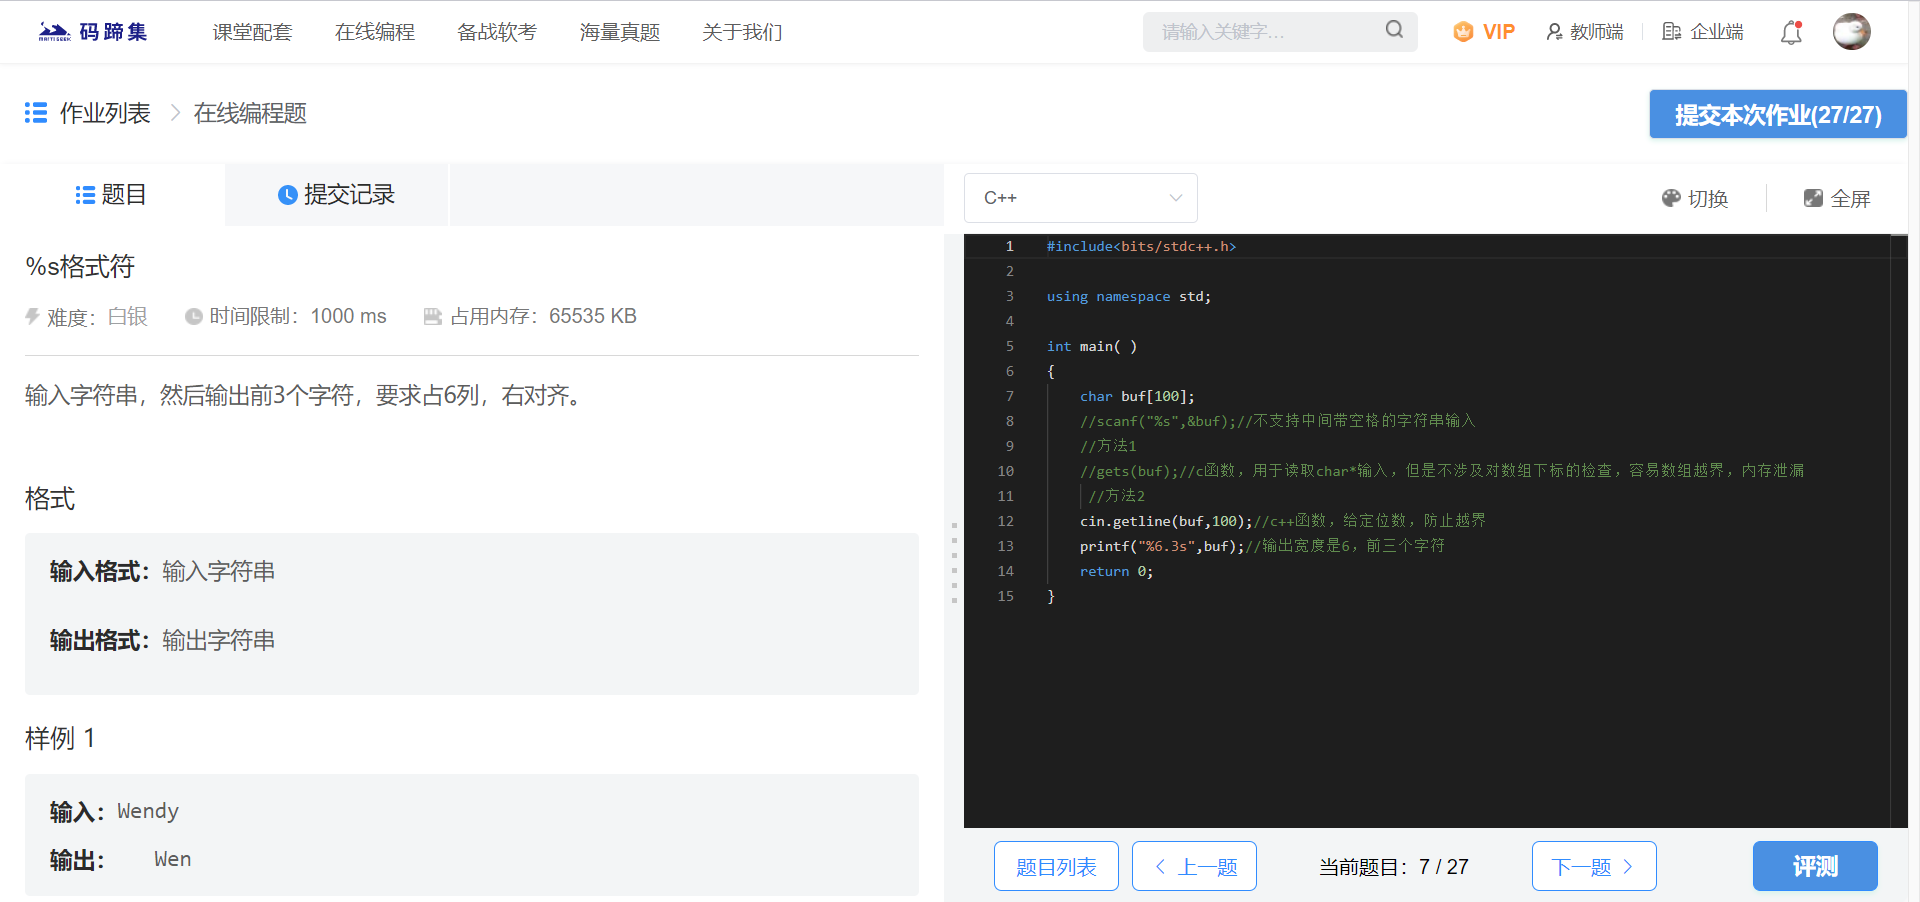 码蹄集 课堂配套 在线编程 备战软考 海量真题 关于我们 请输入关键字... VIP 教师端 企业端
作业列表 > 在线编程题 提交本次作业(27/27)
题目 提交记录
%s格式符
难度：白银 时间限制：1000 ms 占用内存：65535 KB
输入字符串，然后输出前3个字符，要求占6列，右对齐。
格式
输入格式：输入字符串
输出格式：输出字符串
样例 1
输入：Wendy
输出：   Wen
C++ 切换 全屏
1 #include<bits/stdc++.h>
2
3 using namespace std;
4
5 int main( )
6 {
7     char buf[100];
8     //scanf("%s",&buf);//不支持中间带空格的字符串输入
9     //方法1
10     //gets(buf);//c函数，用于读取char*输入，但是不涉及对数组下标的检查，容易数组越界，内存泄漏
11      //方法2
12     cin.getline(buf,100);//c++函数，给定位数，防止越界
13     printf("%6.3s",buf);//输出宽度是6，前三个字符
14     return 0;
15 }
题目列表 < 上一题 当前题目：7 / 27 下一题 > 评测